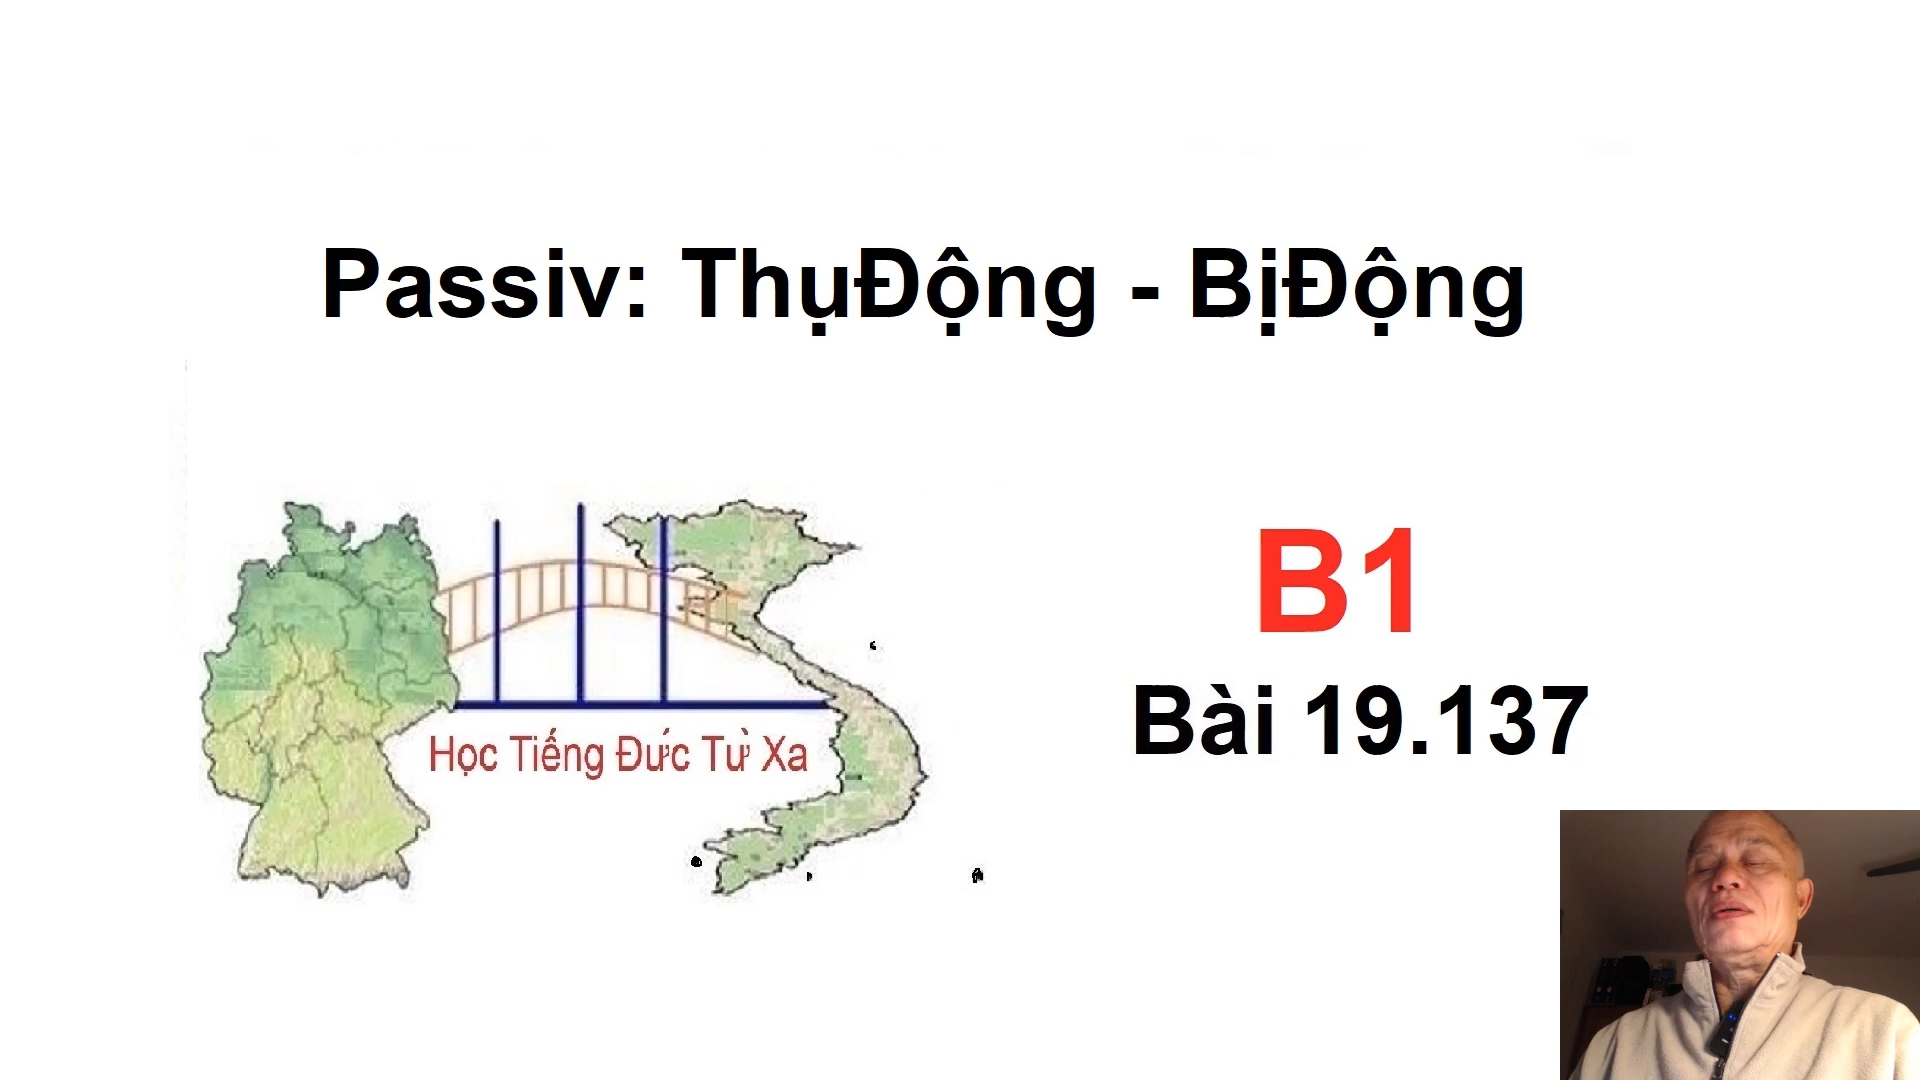 Passiv: ThụĐộng - BịĐộng
B1
Bài 19.137
Học Tiếng Đức Từ Xa